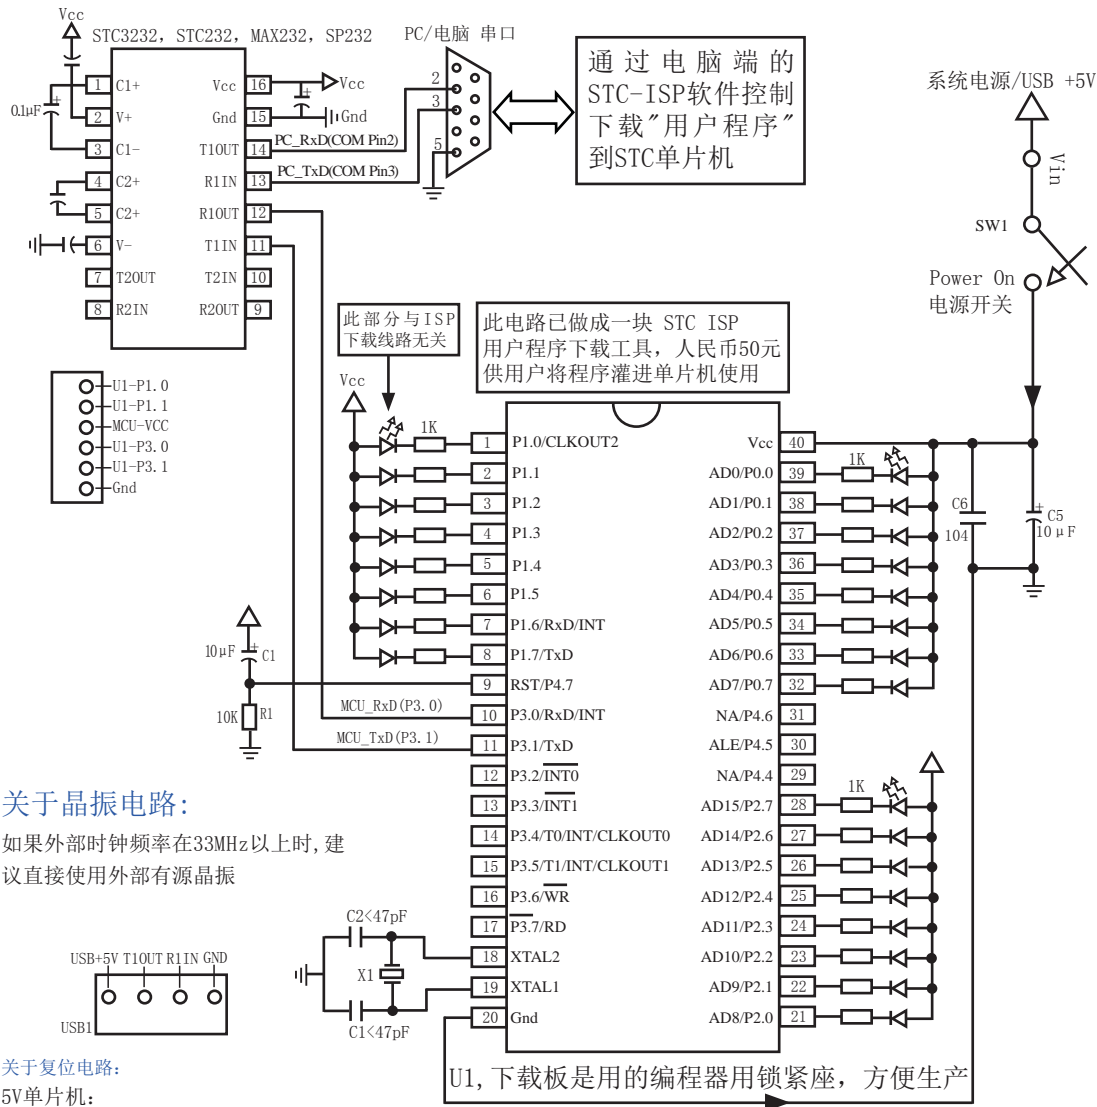 Vcc
STC3232, STC232, MAX232, SP232
PC/电脑 串口
1 C1+
2 V+
3 C1-
4 C2+
5 C2+
6 V-
7 T2OUT
8 R2IN
Vcc 16
Gnd 15
T1OUT 14
R1IN 13
R1OUT 12
T1IN 11
T2IN 10
R2OUT 9
0.1μF
+
+
Vcc
Gnd
PC_RxD(COM Pin2)
PC_TxD(COM Pin3)
2
3
5
通过电脑端的
STC-ISP软件控制
下载"用户程序"
到STC单片机
系统电源/USB +5V
Vin
SW1
Power On
电源开关
此部分与ISP
下载线路无关
此电路已做成一块 STC ISP
用户程序下载工具，人民币50元
供用户将程序灌进单片机使用
U1-P1.0
U1-P1.1
MCU-VCC
U1-P3.0
U1-P3.1
Gnd
Vcc
1K
1 P1.0/CLKOUT2
2 P1.1
3 P1.2
4 P1.3
5 P1.4
6 P1.5
7 P1.6/RxD/INT
8 P1.7/TxD
9 RST/P4.7
10 P3.0/RxD/INT
11 P3.1/TxD
12 P3.2/INT0
13 P3.3/INT1
14 P3.4/T0/INT/CLKOUT0
15 P3.5/T1/INT/CLKOUT1
16 P3.6/WR
17 P3.7/RD
18 XTAL2
19 XTAL1
20 Gnd
Vcc 40
AD0/P0.0 39
AD1/P0.1 38
AD2/P0.2 37
AD3/P0.3 36
AD4/P0.4 35
AD5/P0.5 34
AD6/P0.6 33
AD7/P0.7 32
NA/P4.6 31
ALE/P4.5 30
NA/P4.4 29
AD15/P2.7 28
AD14/P2.6 27
AD13/P2.5 26
AD12/P2.4 25
AD11/P2.3 24
AD10/P2.2 23
AD9/P2.1 22
AD8/P2.0 21
1K
C6
104
+
C5
10μF
1K
10μF
+
C1
10K
R1
MCU_RxD(P3.0)
MCU_TxD(P3.1)
关于晶振电路:
如果外部时钟频率在33MHz以上时,建
议直接使用外部有源晶振
C2<47pF
X1
C1<47pF
USB+5V T1OUT R1IN GND
USB1
关于复位电路:
5V单片机:
U1,下载板是用的编程器用锁紧座，方便生产